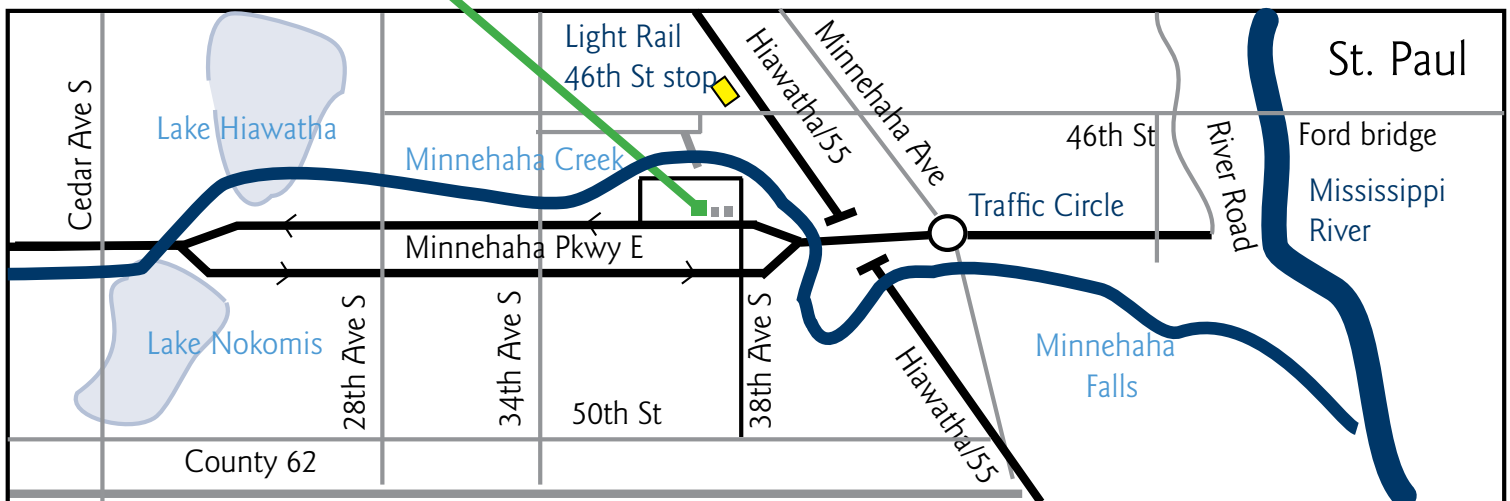 Light Rail
46th St stop
Hiawatha/55
Minnehaha Ave
St. Paul
Cedar Ave S
Lake Hiawatha
Minnehaha Creek
46th St
River Road
Ford bridge
Traffic Circle
Mississippi
River
Minnehaha Pkwy E
Lake Nokomis
28th Ave S
34th Ave S
38th Ave S
50th St
Hiawatha/55
Minnehaha
Falls
County 62